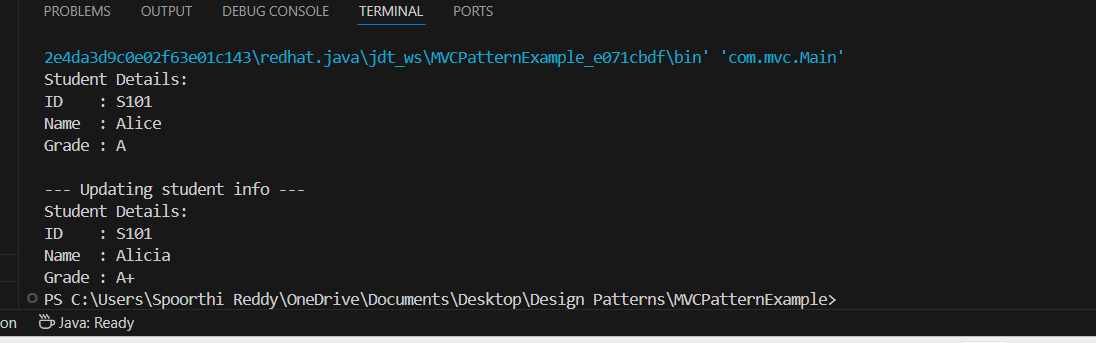 PROBLEMS OUTPUT DEBUG CONSOLE TERMINAL PORTS
2e4da3d9c0e02f63e01c143\redhat.java\jdt_ws\MVCPatternExample_e071cbdf\bin' 'com.mvc.Main'
Student Details:
ID    : S101
Name  : Alice
Grade : A
--- Updating student info ---
Student Details:
ID    : S101
Name  : Alicia
Grade : A+
PS C:\Users\Spoorthi Reddy\OneDrive\Documents\Desktop\Design Patterns\MVCPatternExample>
on Java: Ready